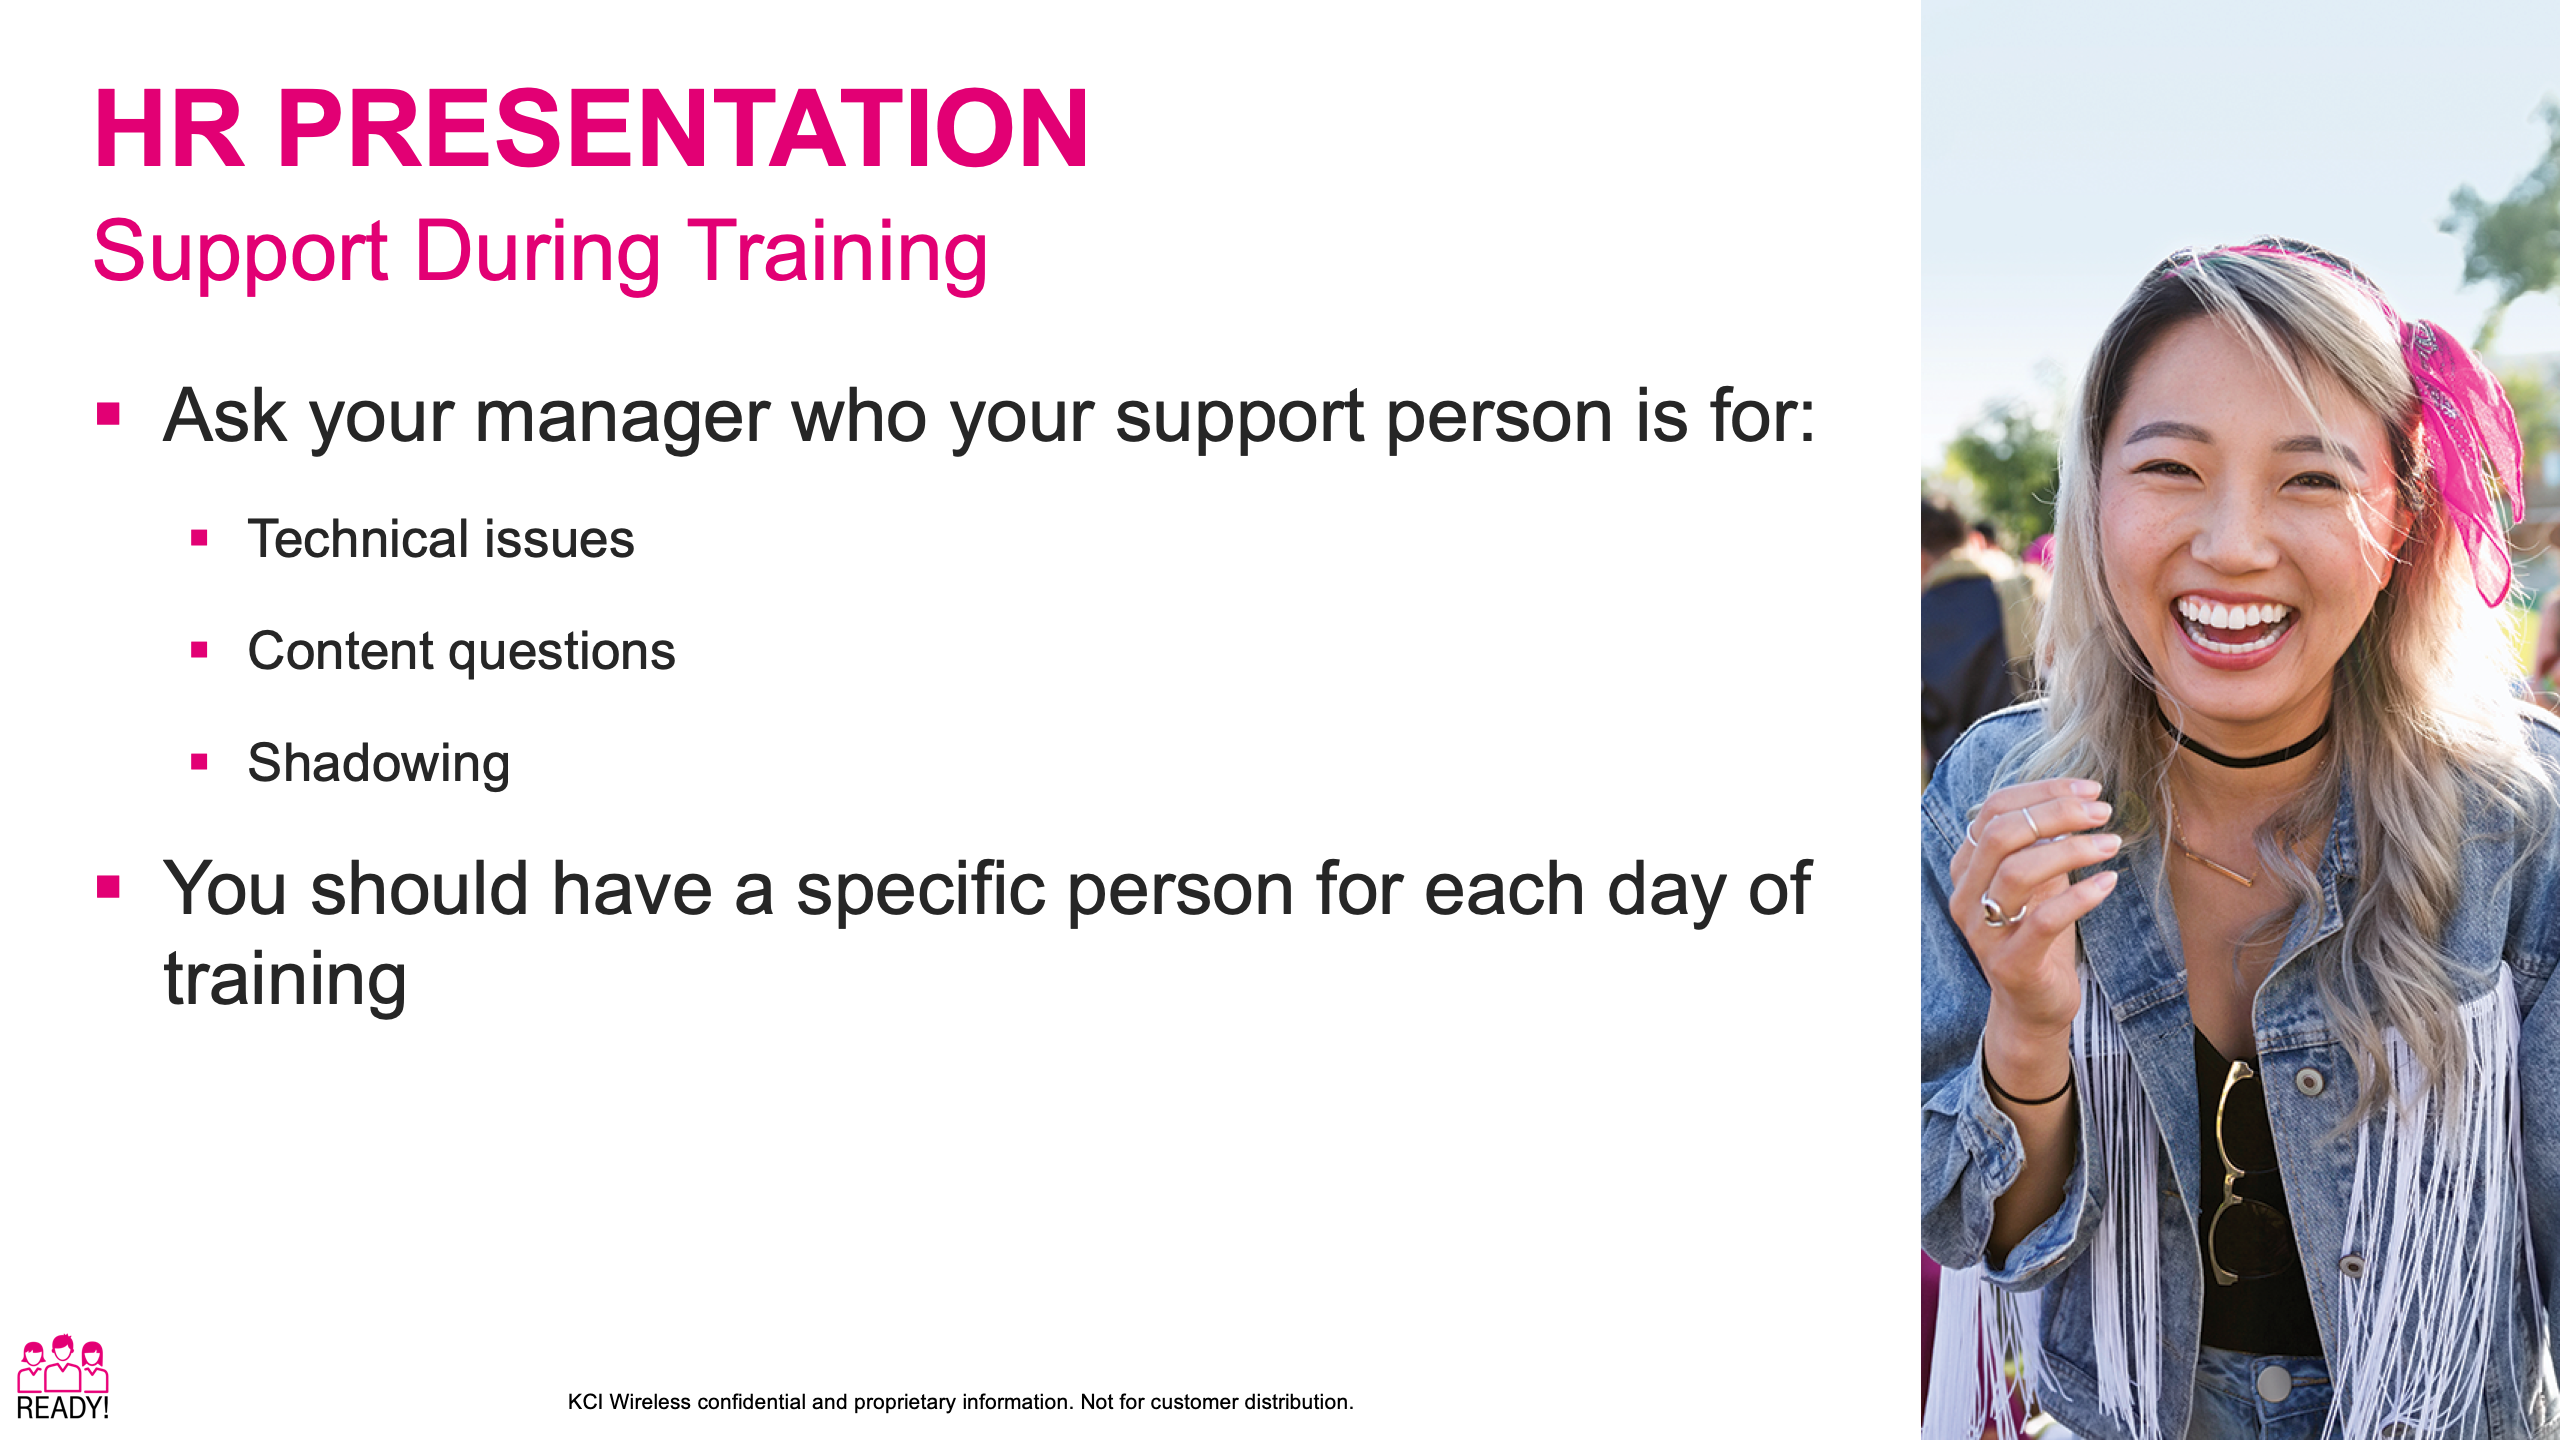 HR PRESENTATION
Support During Training
Ask your manager who your support person is for:
Technical issues
Content questions
Shadowing
You should have a specific person for each day of
training
READY!
KCI Wireless confidential and proprietary information. Not for customer distribution.